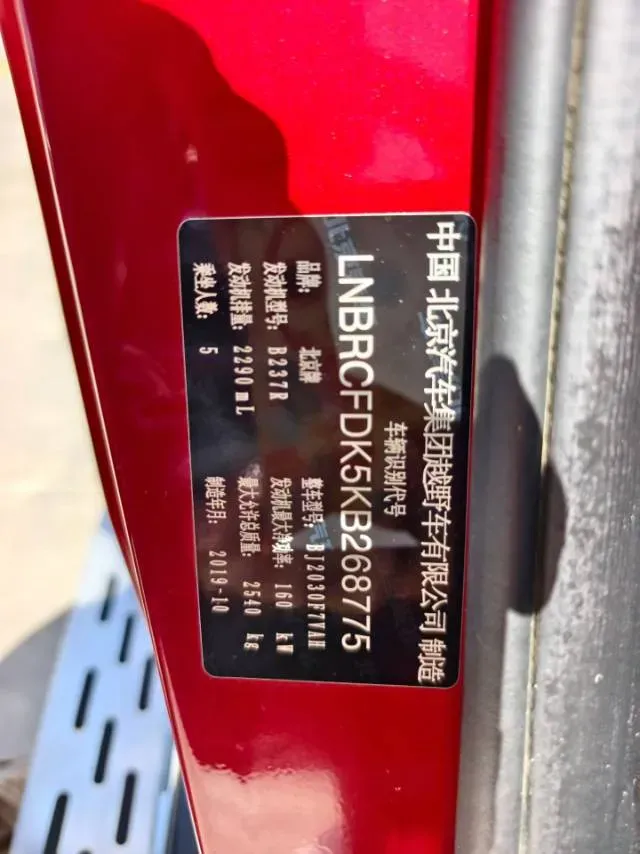 中国 北京汽车集团越野车有限公司 制造
车辆识别代号
LNBRCFDK5KB268775
品牌: 北京牌 整车型号: BJ2030F7VAH
发动机型号: B237R 发动机最大净功率: 160 kW
发动机排量: 2290 mL 最大允许总质量: 2540 kg
乘坐人数: 5 制造年月: 2019-10